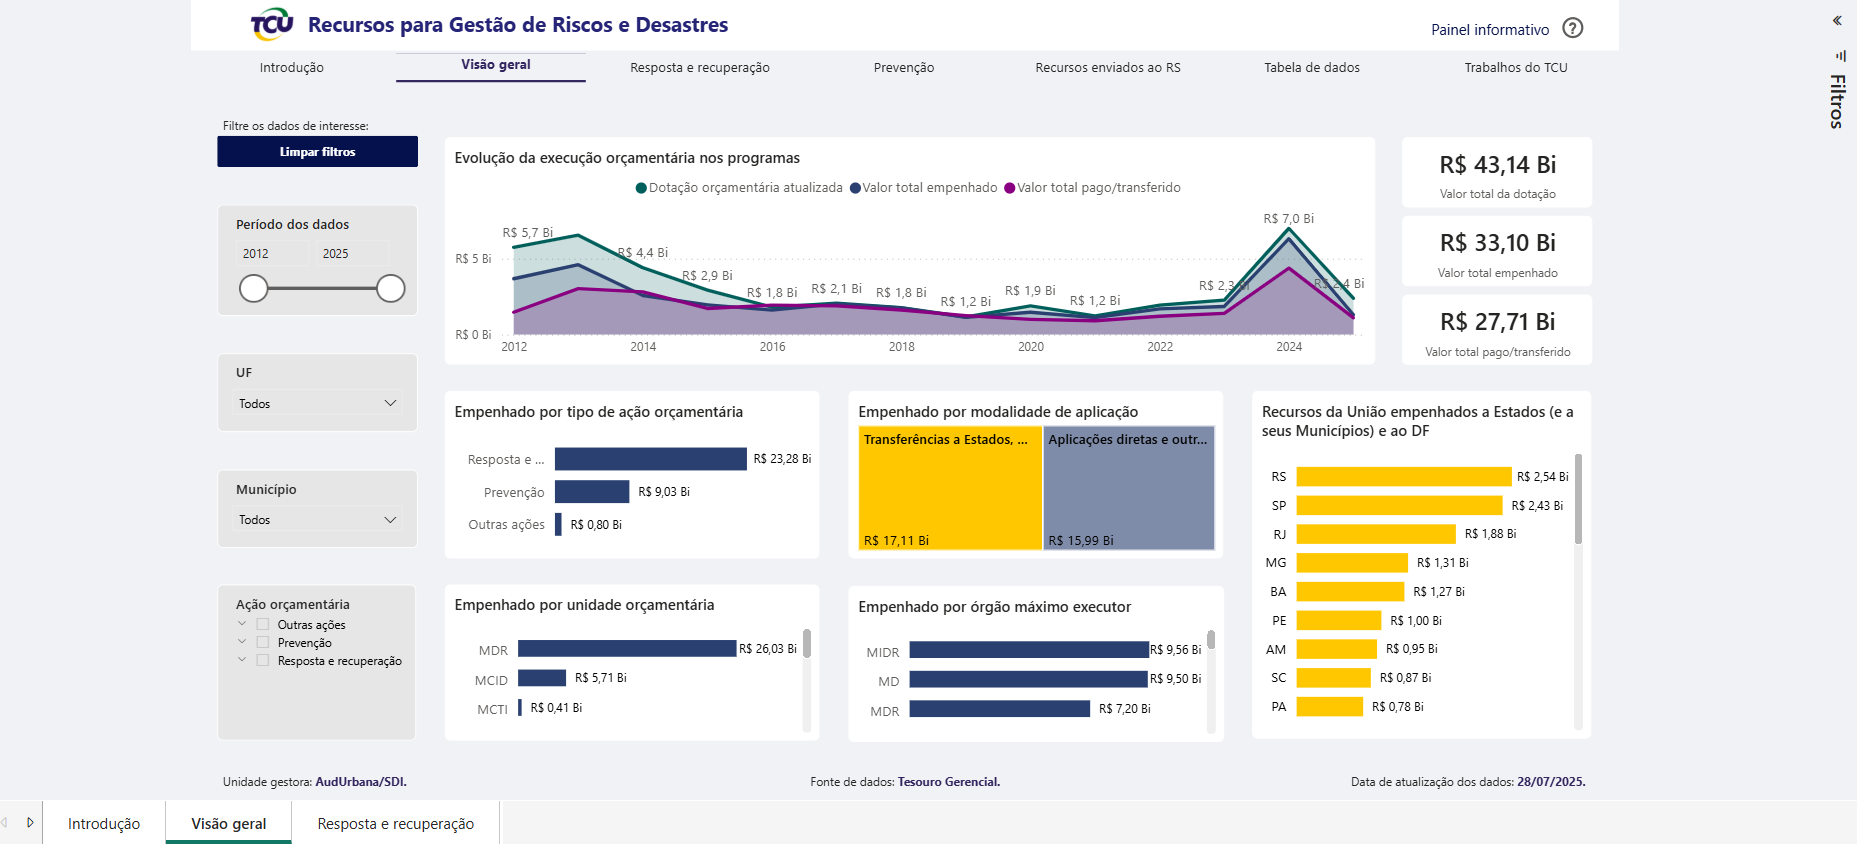 TCU
Recursos para Gestão de Riscos e Desastres
Painel informativo ?
Introdução
Visão geral
Resposta e recuperação
Prevenção
Recursos enviados ao RS
Tabela de dados
Trabalhos do TCU
Filtros
Filtre os dados de interesse:
Limpar filtros
Período dos dados
2012 2025
UF
Todos
Município
Todos
Ação orçamentária
Outras ações
Prevenção
Resposta e recuperação
Evolução da execução orçamentária nos programas
Dotação orçamentária atualizada Valor total empenhado Valor total pago/transferido
R$ 5 Bi
R$ 0 Bi
R$ 5,7 Bi
R$ 4,4 Bi
R$ 2,9 Bi
R$ 1,8 Bi
R$ 2,1 Bi
R$ 1,8 Bi
R$ 1,2 Bi
R$ 1,9 Bi
R$ 1,2 Bi
R$ 2,3 Bi
R$ 7,0 Bi
R$ 2,4 Bi
2012 2014 2016 2018 2020 2022 2024
R$ 43,14 Bi
Valor total da dotação
R$ 33,10 Bi
Valor total empenhado
R$ 27,71 Bi
Valor total pago/transferido
Empenhado por tipo de ação orçamentária
Resposta e ... R$ 23,28 Bi
Prevenção R$ 9,03 Bi
Outras ações R$ 0,80 Bi
Empenhado por modalidade de aplicação
Transferências a Estados, ...
R$ 17,11 Bi
Aplicações diretas e outr...
R$ 15,99 Bi
Recursos da União empenhados a Estados (e a
seus Municípios) e ao DF
RS R$ 2,54 Bi
SP R$ 2,43 Bi
RJ R$ 1,88 Bi
MG R$ 1,31 Bi
BA R$ 1,27 Bi
PE R$ 1,00 Bi
AM R$ 0,95 Bi
SC R$ 0,87 Bi
PA R$ 0,78 Bi
Empenhado por unidade orçamentária
MDR R$ 26,03 Bi
MCID R$ 5,71 Bi
MCTI R$ 0,41 Bi
Empenhado por órgão máximo executor
MIDR R$ 9,56 Bi
MD R$ 9,50 Bi
MDR R$ 7,20 Bi
Unidade gestora: AudUrbana/SDI.
Fonte de dados: Tesouro Gerencial.
Data de atualização dos dados: 28/07/2025.
Introdução
Visão geral
Resposta e recuperação